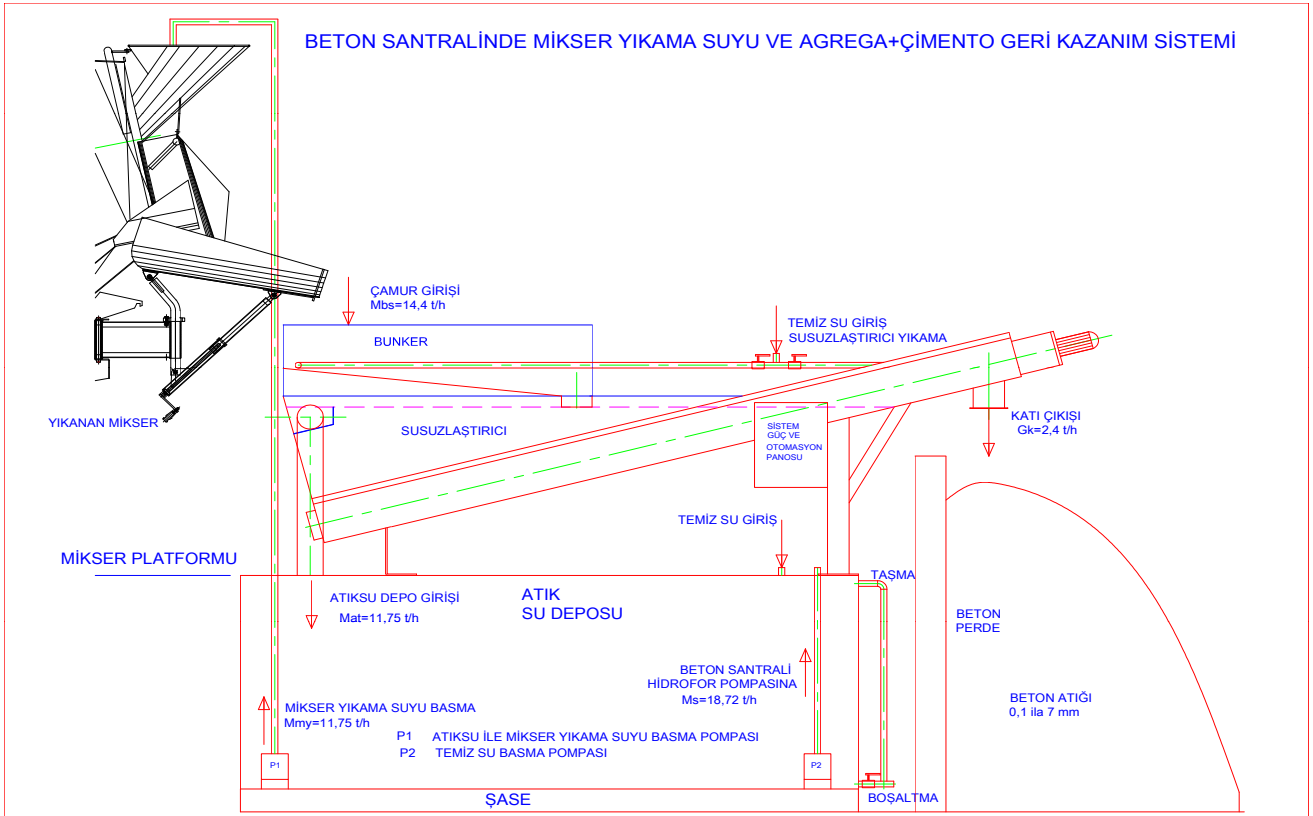 BETON SANTRALİNDE MİKSER YIKAMA SUYU VE AGREGA+ÇİMENTO GERİ KAZANIM SİSTEMİ
ÇAMUR GİRİŞİ
Mbs=14,4 t/h
BUNKER
TEMİZ SU GİRİŞ
SUSUZLAŞTIRICI YIKAMA
YIKANAN MİKSER
SUSUZLAŞTIRICI
SİSTEM
GÜÇ VE
OTOMASYON
PANOSU
KATI ÇIKIŞI
Gk=2,4 t/h
TEMİZ SU GİRİŞ
MİKSER PLATFORMU
ATIKSU DEPO GİRİŞİ
Mat=11,75 t/h
ATIK
SU DEPOSU
TAŞMA
BETON
PERDE
BETON SANTRALİ
HİDROFOR POMPASINA
Ms=18,72 t/h
MİKSER YIKAMA SUYU BASMA
Mmy=11,75 t/h
BETON ATIĞI
0,1 ila 7 mm
P1 ATIKSU İLE MİKSER YIKAMA SUYU BASMA POMPASI
P2 TEMİZ SU BASMA POMPASI
P1
P2
ŞASE
BOŞALTMA